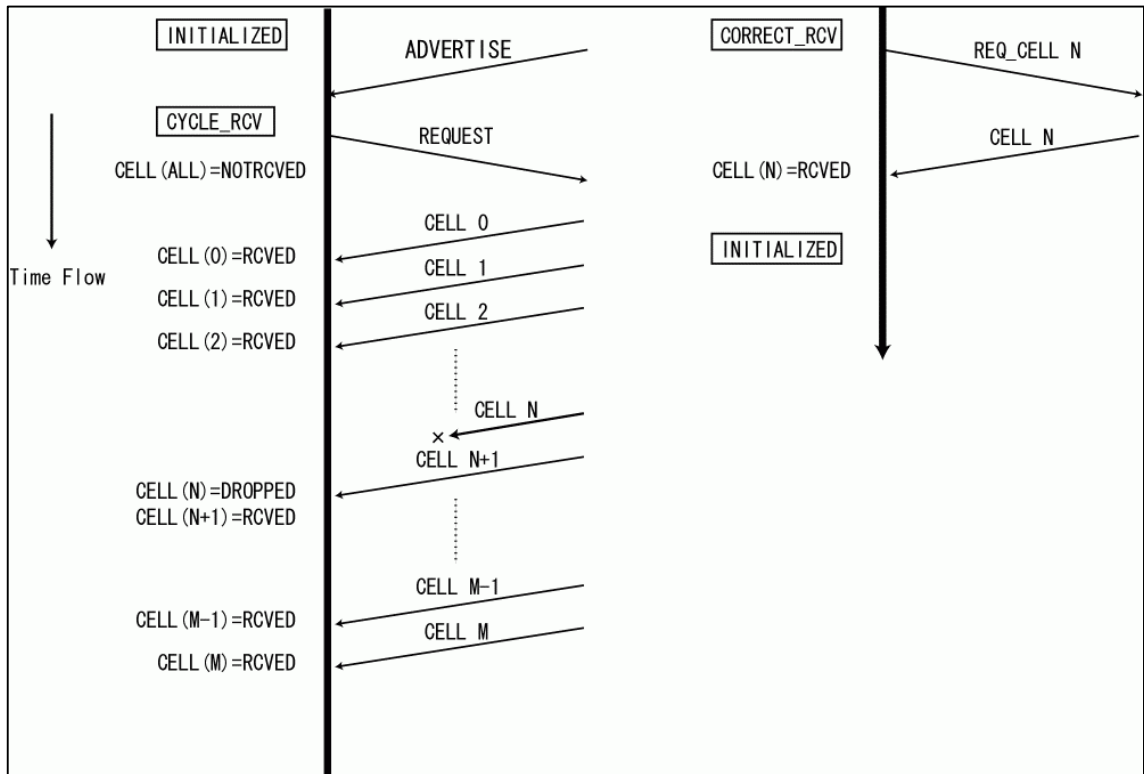 INITIALIZED
ADVERTISE
CYCLE_RCV
REQUEST
CELL(ALL)=NOTRCVED
CELL 0
CELL(0)=RCVED
Time Flow
CELL 1
CELL(1)=RCVED
CELL 2
CELL(2)=RCVED
CELL N
×
CELL N+1
CELL(N)=DROPPED
CELL(N+1)=RCVED
CELL M-1
CELL(M-1)=RCVED
CELL M
CELL(M)=RCVED
CORRECT_RCV
REQ_CELL N
CELL N
CELL(N)=RCVED
INITIALIZED